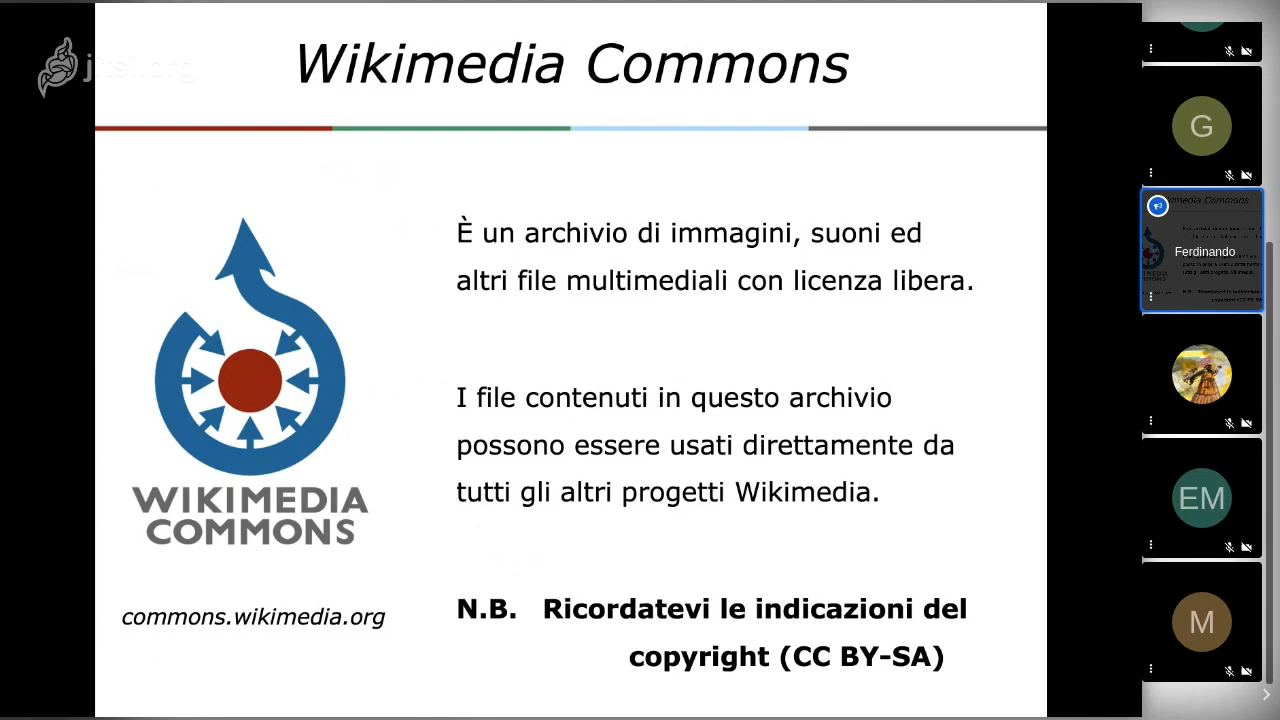 jitsi.org
Wikimedia Commons
È un archivio di immagini, suoni ed
altri file multimediali con licenza libera.
I file contenuti in questo archivio
possono essere usati direttamente da
tutti gli altri progetti Wikimedia.
N.B. Ricordatevi le indicazioni del
copyright (CC BY-SA)
WIKIMEDIA
COMMONS
commons.wikimedia.org
G
Ferdinando
EM
M